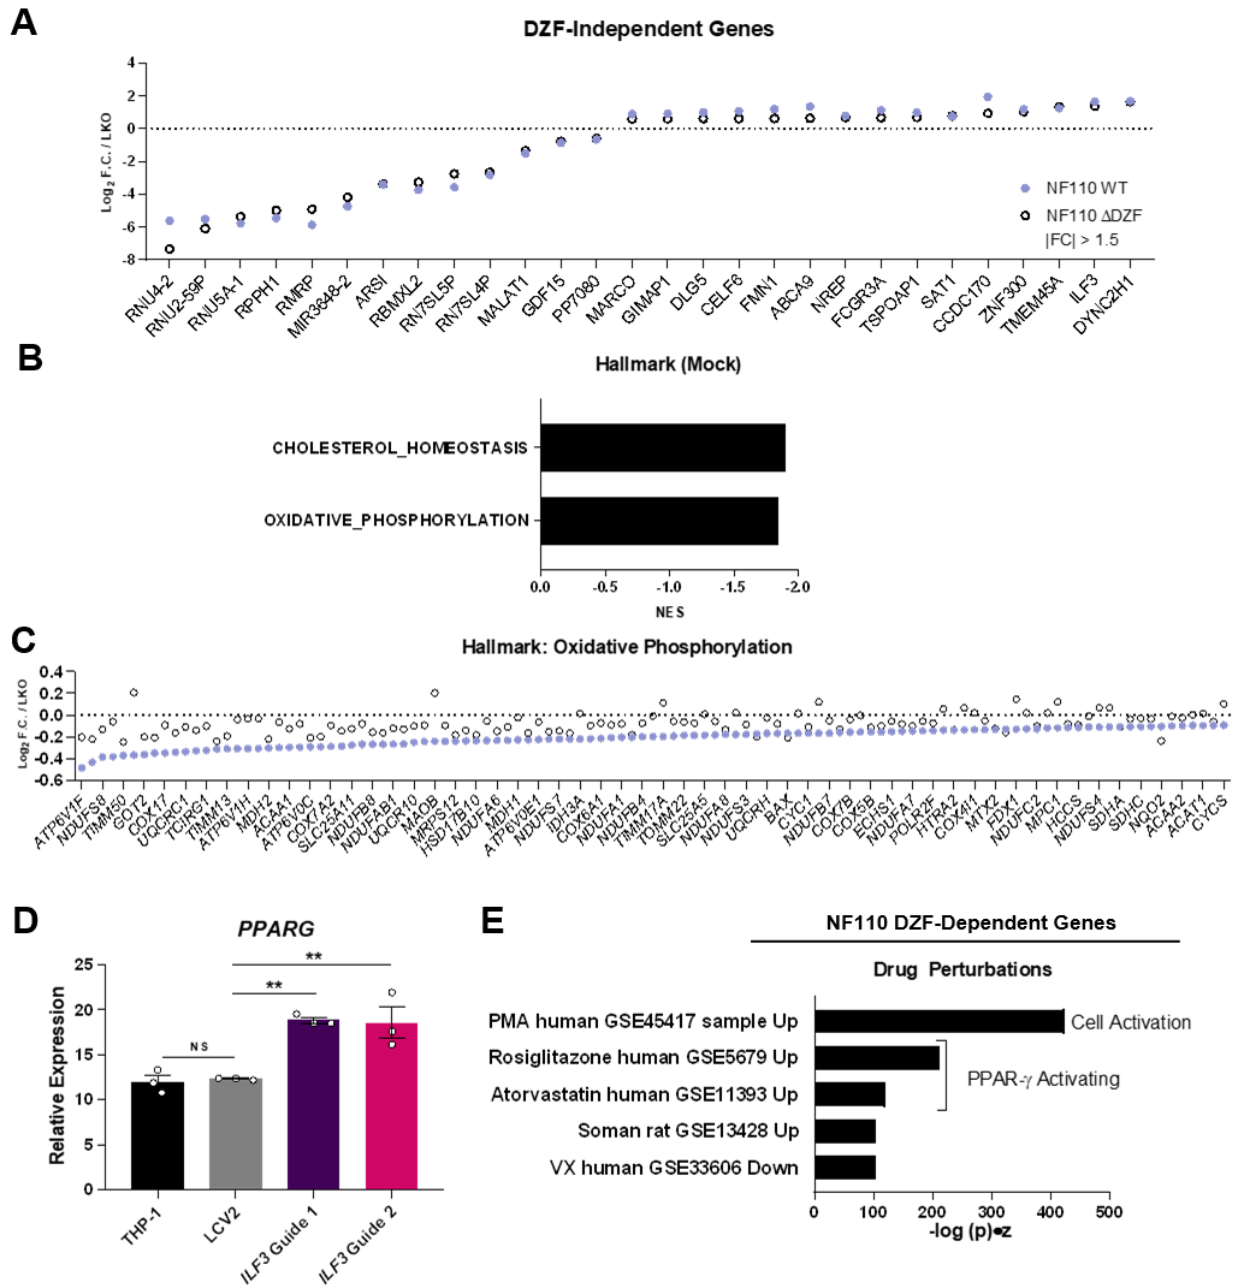 A
DZF-Independent Genes
Log2 F.C. / LKO
4
2
0
-2
-4
-6
-8
NF110 WT
NF110 ΔDZF
|FC| > 1.5
RNU4-2
RNU2-59P
RNU5A-1
RPPH1
RMRP
MIR3648-2
ARSI
RBMXL2
RN7SL5P
RN7SL4P
MALAT1
GDF15
PP7080
MARCO
GIMAP1
DLG5
CELF6
FMN1
ABCA9
NREP
FCGR3A
TSPOAP1
SAT1
CCDC170
ZNF300
TMEM45A
ILF3
DYNC2H1
B
Hallmark (Mock)
CHOLESTEROL_HOMEOSTASIS
OXIDATIVE_PHOSPHORYLATION
0.0 -0.5 -1.0 -1.5 -2.0
NES
C
Hallmark: Oxidative Phosphorylation
Log2 F.C. / LKO
0.4
0.2
0.0
-0.2
-0.4
-0.6
ATP6V1F
NDUFS8
TIMM50
GOT2
COX17
UQCRC1
TCIRG1
TIMM13
ATP6V1H
MDH2
ACAA1
ATP6V0C
COX7A2
SLC25A11
NDUFB8
NDUFAB1
UQCR10
MAOB
MRPS12
HSD17B10
NDUFA6
MDH1
ATP6V0E1
NDUFS7
IDH3A
COX6A1
NDUFA1
NDUFB4
TIMM17A
TOMM22
SLC25A5
NDUFA8
NDUFS3
UQCRH
BAX
CYC1
NDUFB7
COX7B
COX5B
ECHS1
NDUFA7
POLR2F
HTRA2
COX4I1
MTX2
FDX1
NDUFC2
MPC1
HCCS
NDUFS4
SDHA
SDHC
NQO2
ACAA2
ACAT1
CYCS
D
PPARG
Relative Expression
25
20
15
10
5
0
NS
**
**
THP-1
LCV2
ILF3 Guide 1
ILF3 Guide 2
E
NF110 DZF-Dependent Genes
Drug Perturbations
PMA human GSE45417 sample Up
Cell Activation
Rosiglitazone human GSE5679 Up
PPAR-γ Activating
Atorvastatin human GSE11393 Up
Soman rat GSE13428 Up
VX human GSE33606 Down
0 100 200 300 400 500
-log (p)•z